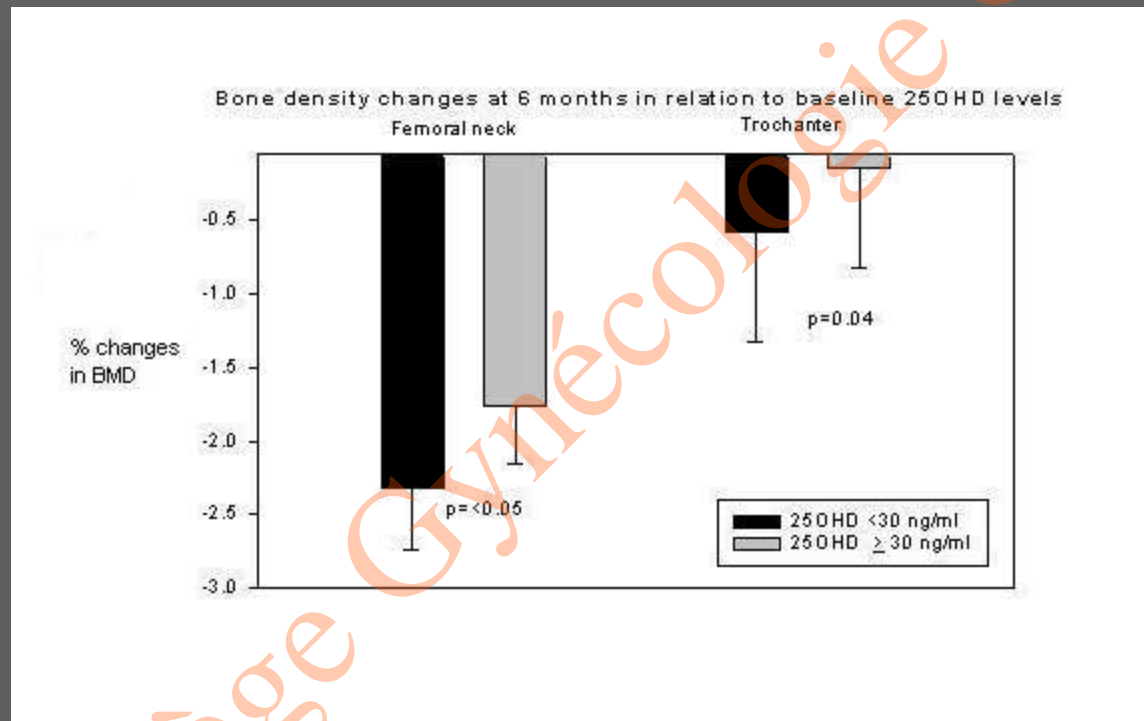 Bone density changes at 6 months in relation to baseline 25OHD levels
Femoral neck
Trochanter
-0.5
-1.0
-1.5
-2.0
-2.5
-3.0
% changes
in BMD
p=<0.05
p=0.04
25OHD <30 ng/ml
25OHD ≥ 30 ng/ml
Gynécologie